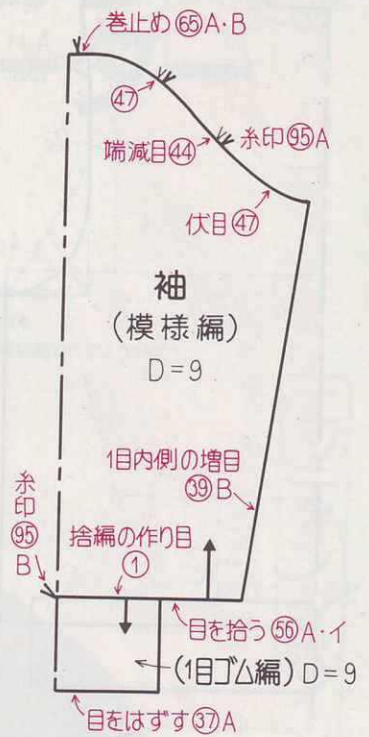 巻止め65A·B
47
端減目44
糸印95A
伏目47
袖
(模様編)
D=9
1目内側の増目
39B
糸印
95
B
捨編の作り目
1
目を拾う56A·イ
(1目ゴム編)D=9
目をはずす37A